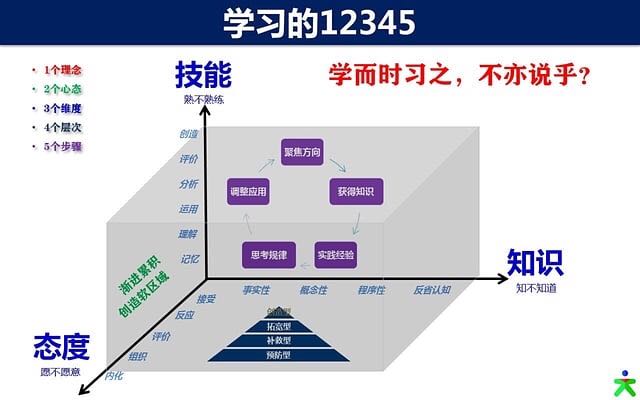 学习的12345
• 1个理念
• 2个心态
• 3个维度
• 4个层次
• 5个步骤
技能
熟不熟练
学而时习之，不亦说乎？
创造
评价
分析
运用
理解
记忆
聚焦方向
获得知识
实践经验
思考规律
调整应用
渐进累积
创造软区域
知识
知不知道
事实性
概念性
程序性
反省认知
接受
反应
评价
组织
内化
态度
愿不愿意
创造型
拓宽型
补救型
预防型